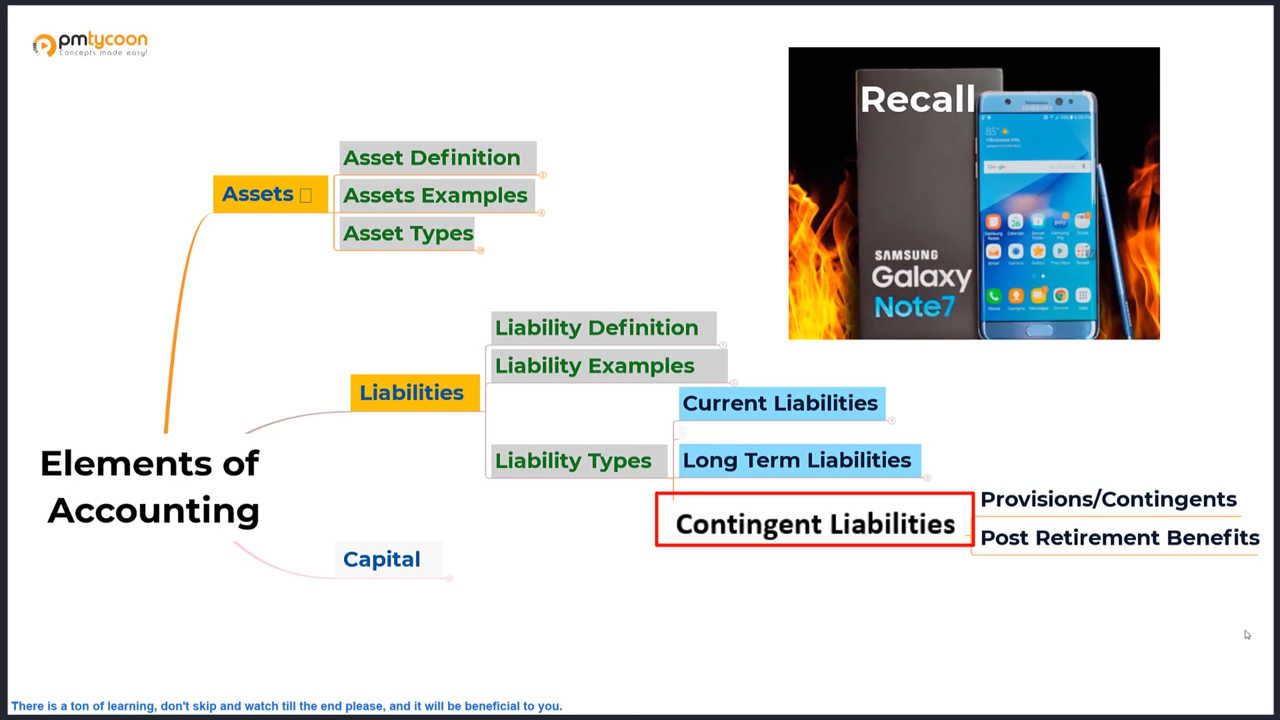 pmtycoon
Concepts made easy!
Recall
SAMSUNG
Galaxy
Note7
Asset Definition
Assets
Assets Examples
Asset Types
Liability Definition
Liability Examples
Liabilities
Current Liabilities
Liability Types
Long Term Liabilities
Elements of
Accounting
Contingent Liabilities
Provisions/Contingents
Post Retirement Benefits
Capital
There is a ton of learning, don't skip and watch till the end please, and it will be beneficial to you.